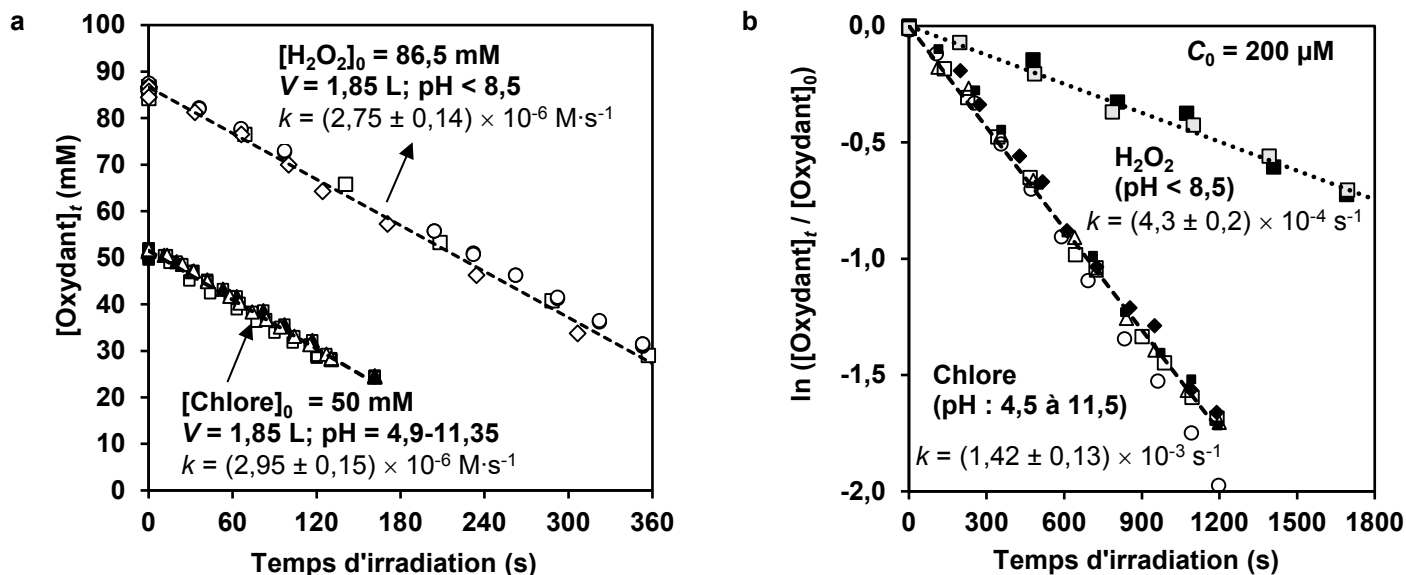 a
100
90
80
70
60
50
40
30
20
10
0
[Oxydant]t (mM)
[H2O2]0 = 86,5 mM
V = 1,85 L; pH < 8,5
k = (2,75 ± 0,14) × 10-6 M·s-1
[Chlore]0 = 50 mM
V = 1,85 L; pH = 4,9-11,35
k = (2,95 ± 0,15) × 10-6 M·s-1
0 60 120 180 240 300 360
Temps d'irradiation (s)
b
0,0
-0,5
-1,0
-1,5
-2,0
ln ([Oxydant]t / [Oxydant]0)
C0 = 200 µM
H2O2
(pH < 8,5)
k = (4,3 ± 0,2) × 10-4 s-1
Chlore
(pH : 4,5 à 11,5)
k = (1,42 ± 0,13) × 10-3 s-1
0 300 600 900 1200 1500 1800
Temps d'irradiation (s)